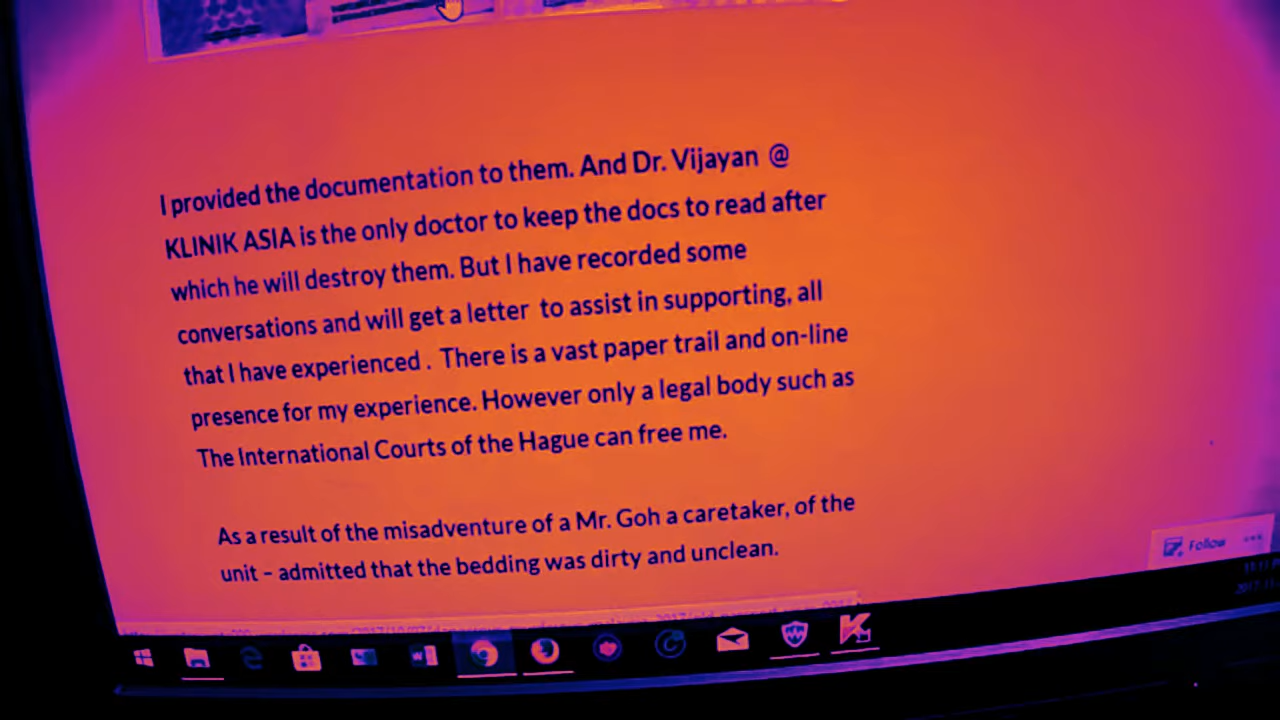 I provided the documentation to them. And Dr. Vijayan @
KLINIK ASIA is the only doctor to keep the docs to read after
which he will destroy them. But I have recorded some
conversations and will get a letter to assist in supporting, all
that I have experienced . There is a vast paper trail and on-line
presence for my experience. However only a legal body such as
The International Courts of the Hague can free me.
As a result of the misadventure of a Mr. Goh a caretaker, of the
unit – admitted that the bedding was dirty and unclean.
Follow